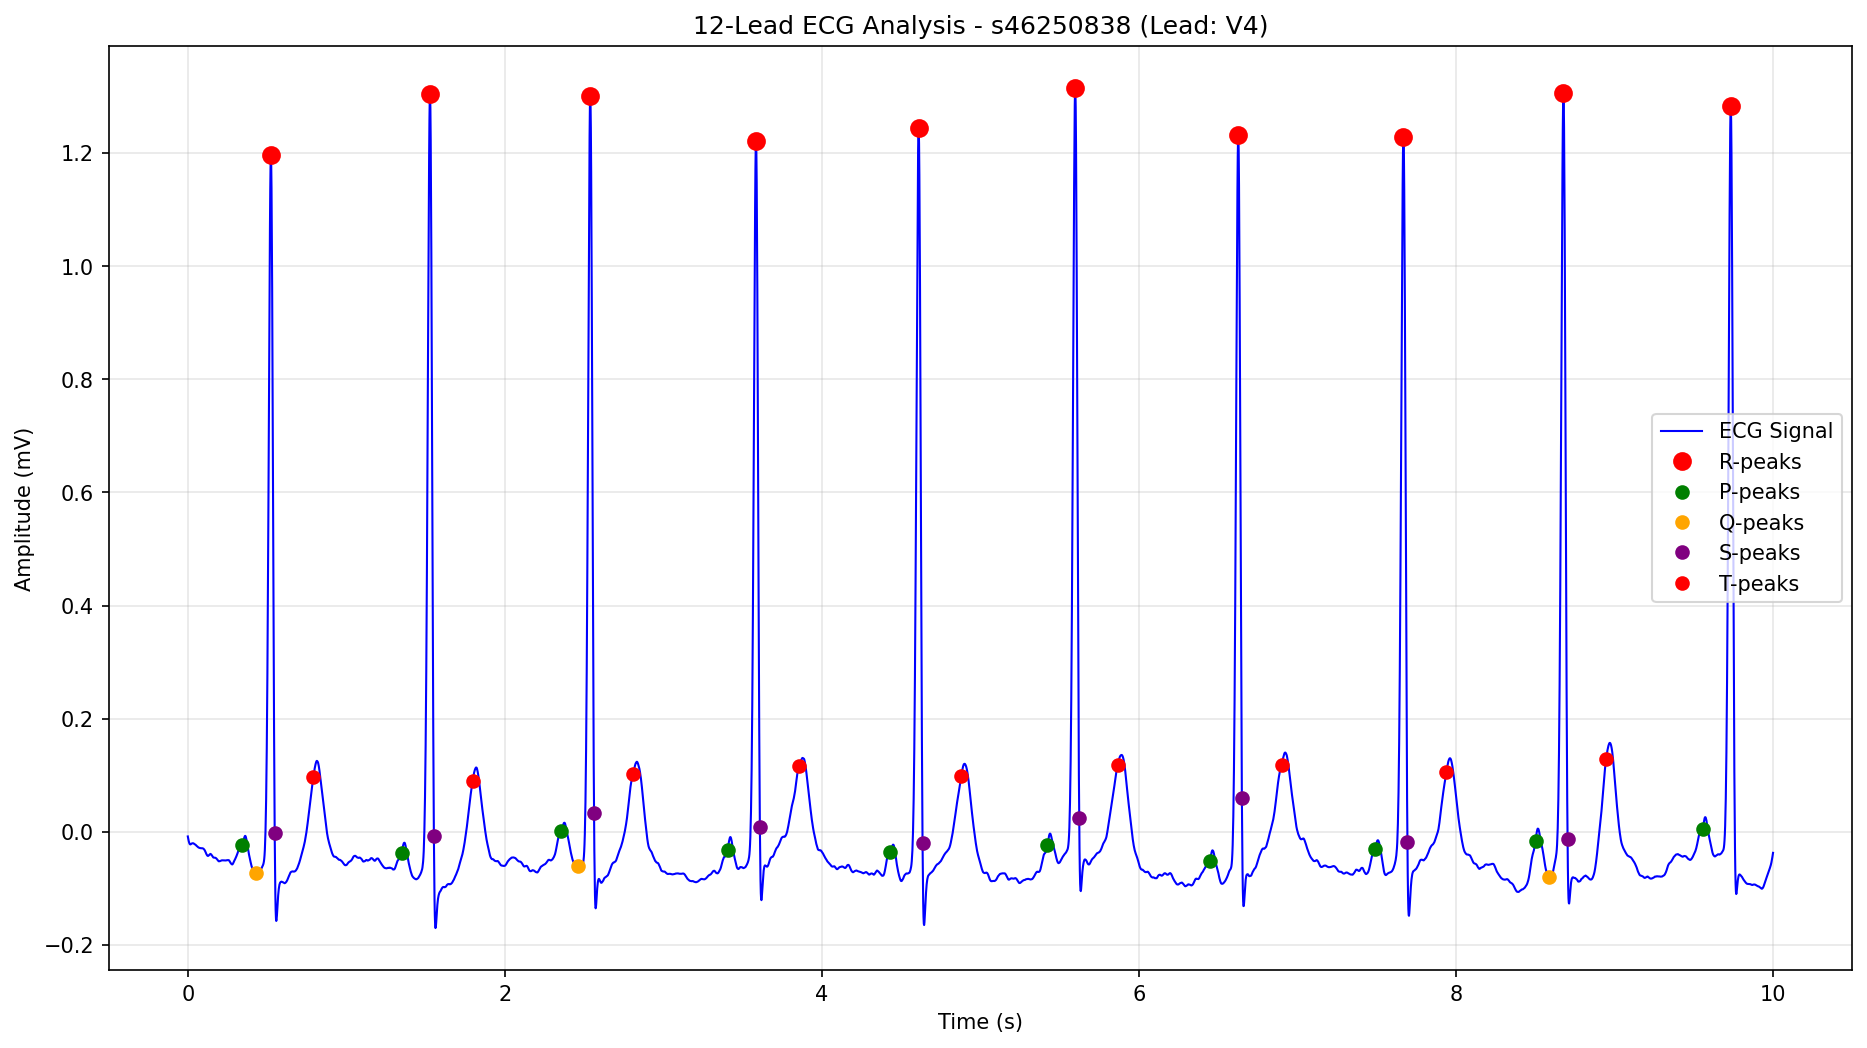 12-Lead ECG Analysis - s46250838 (Lead: V4)
Amplitude (mV)
1.2
1.0
0.8
0.6
0.4
0.2
0.0
−0.2
ECG Signal
R-peaks
P-peaks
Q-peaks
S-peaks
T-peaks
0 2 4 6 8 10
Time (s)